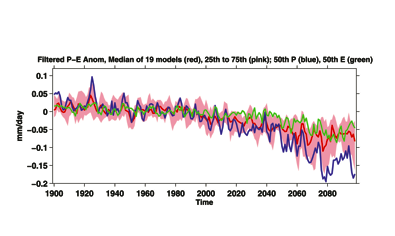 Filtered P−E Anom, Median of 19 models (red), 25th to 75th (pink); 50th P (blue), 50th E (green)
0.1
0.05
0
−0.05
−0.1
−0.15
−0.2
mm/day
1900 1920 1940 1960 1980 2000 2020 2040 2060 2080
Time